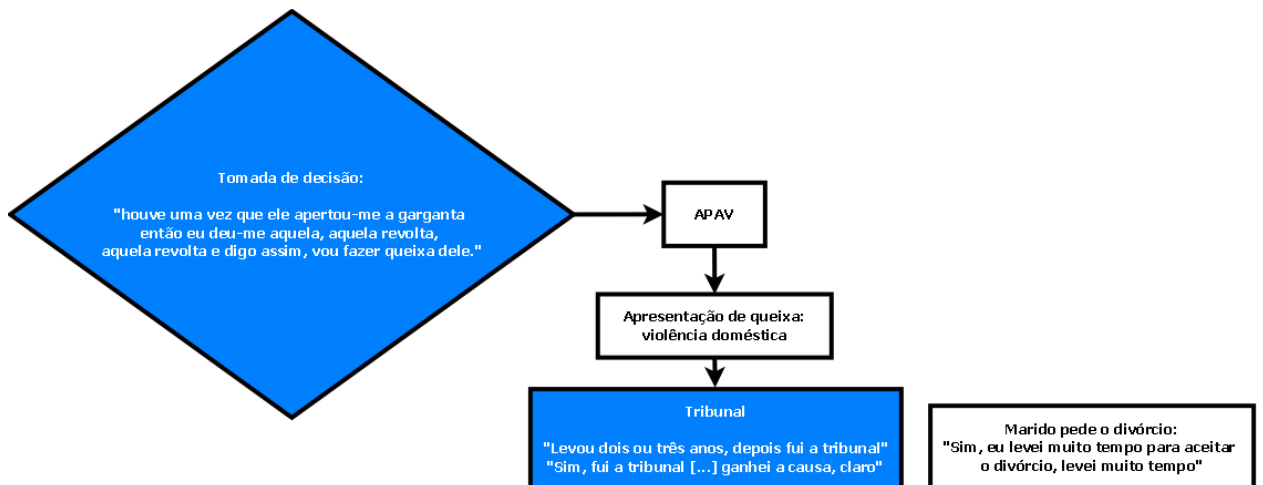 Tomada de decisão:
"houve uma vez que ele apertou-me a garganta
então eu deu-me aquela, aquela revolta,
aquela revolta e digo assim, vou fazer queixa dele."
APAV
Apresentação de queixa:
violência doméstica
Tribunal
"Levou dois ou três anos, depois fui a tribunal"
"Sim, fui a tribunal [...] ganhei a causa, claro"
Marido pede o divórcio:
"Sim, eu levei muito tempo para aceitar
o divórcio, levei muito tempo"